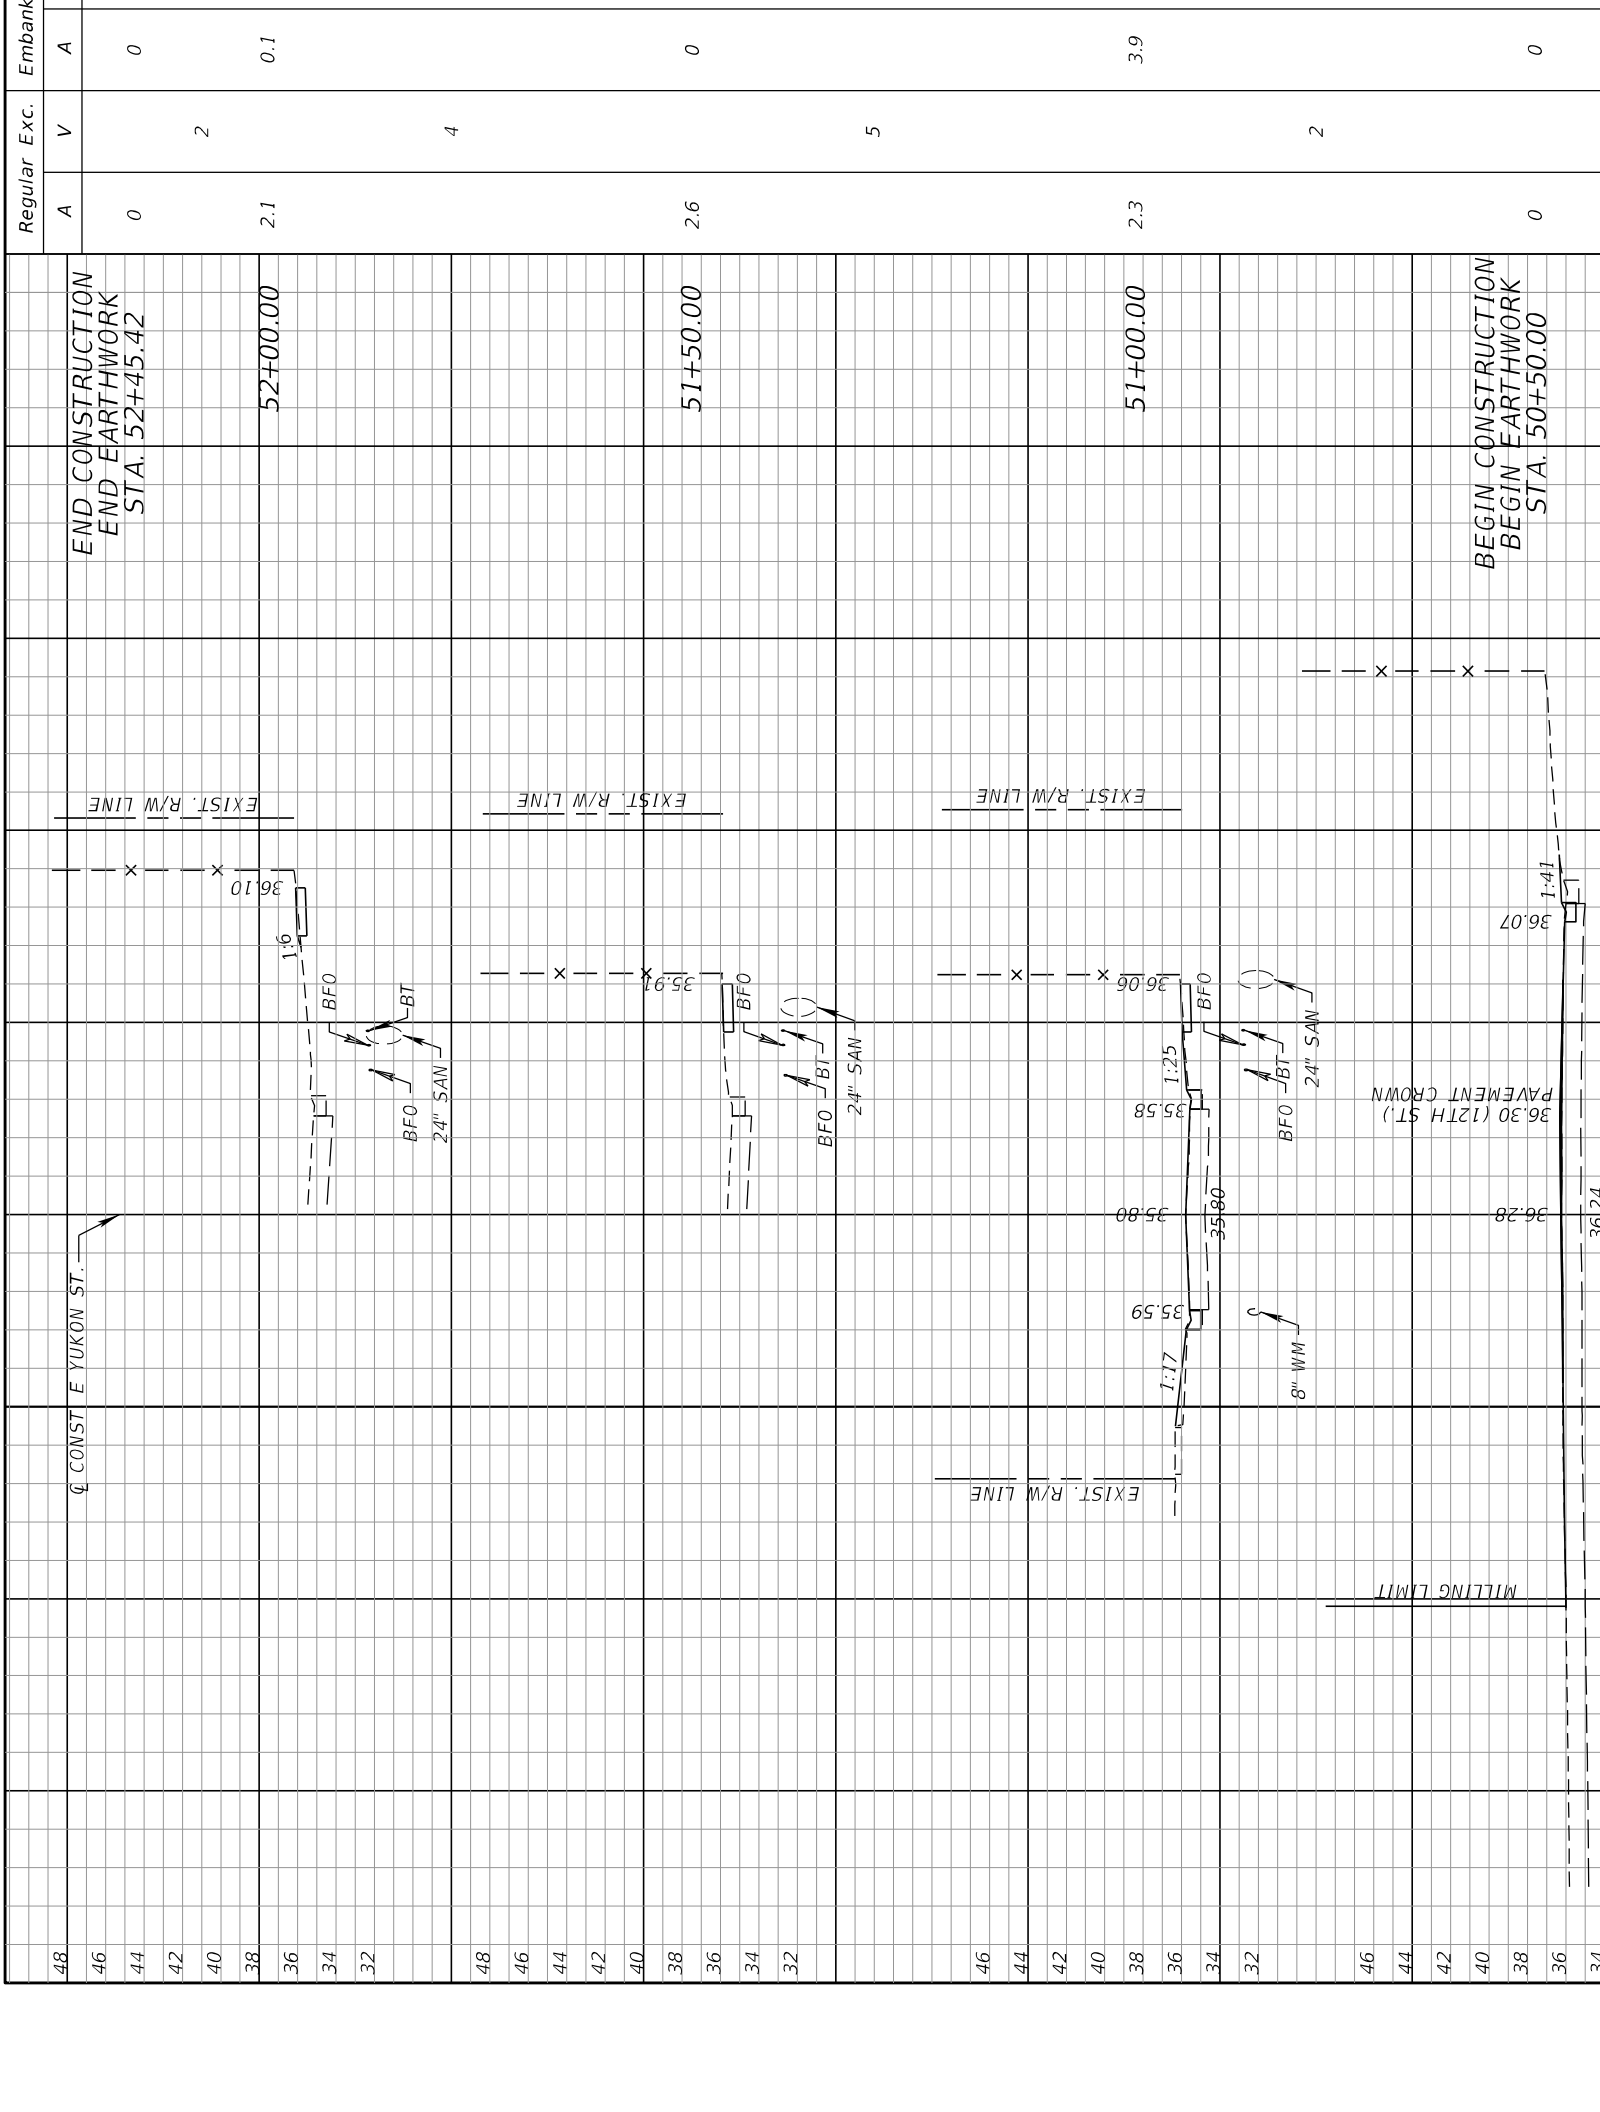 Regular Exc.
Embank
A
V
A
0
2
0
END CONSTRUCTION
END EARTHWORK
STA. 52+45.42
2.1
4
0.1
52+00.00
EXIST. R/W LINE
36.10
1:6
BFO
BT
BFO
24" SAN
℄ CONST E YUKON ST.
48
46
44
42
40
38
36
34
32
2.6
5
0
51+50.00
EXIST. R/W LINE
35.91
BFO
BT
BFO
24" SAN
48
46
44
42
40
38
36
34
32
2.3
2
3.9
51+00.00
EXIST. R/W LINE
36.06
BFO
1:25
35.58
BT
BFO
24" SAN
35.80
35.80
35.59
1:17
8" WM
EXIST. R/W LINE
46
44
42
40
38
36
34
32
0
0
BEGIN CONSTRUCTION
BEGIN EARTHWORK
STA. 50+50.00
1:41
36.07
36.30 (12TH ST.)
PAVEMENT CROWN
36.28
36.24
MILLING LIMIT
46
44
42
40
38
36
34